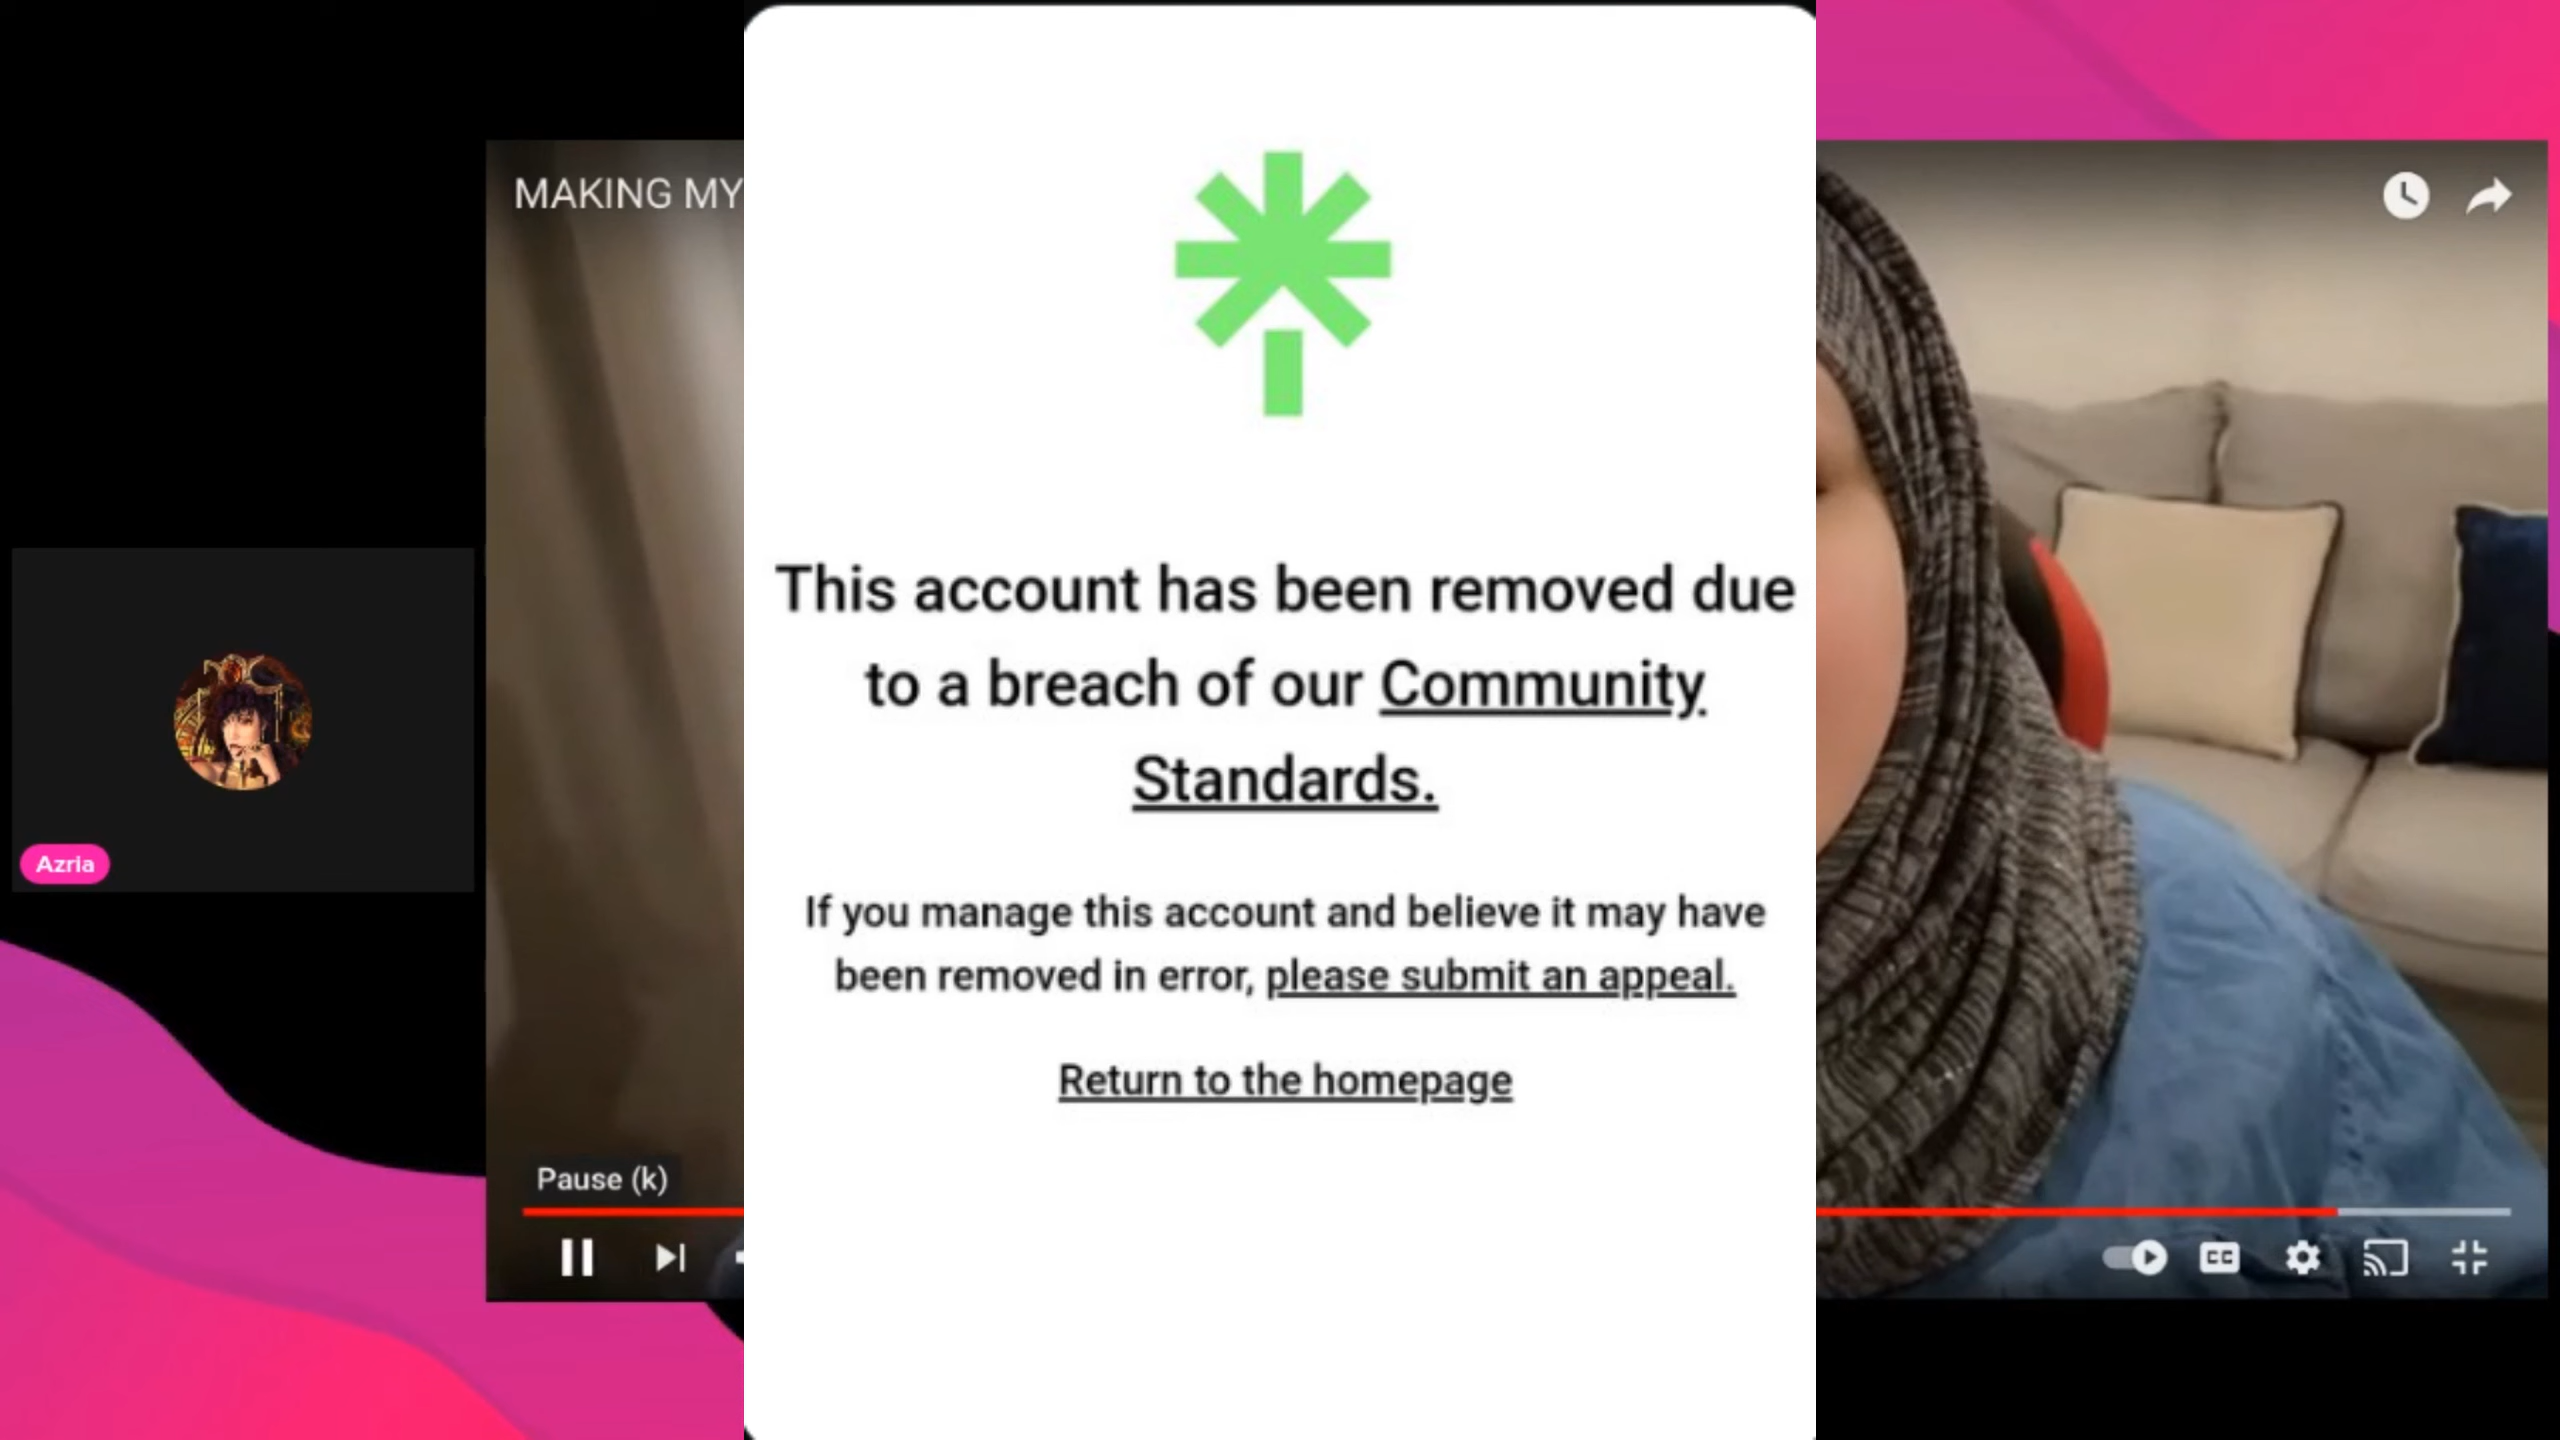 MAKING MY
This account has been removed due
to a breach of our Community
Standards.
If you manage this account and believe it may have
been removed in error, please submit an appeal.
Return to the homepage
Azria
Pause (k)
CC